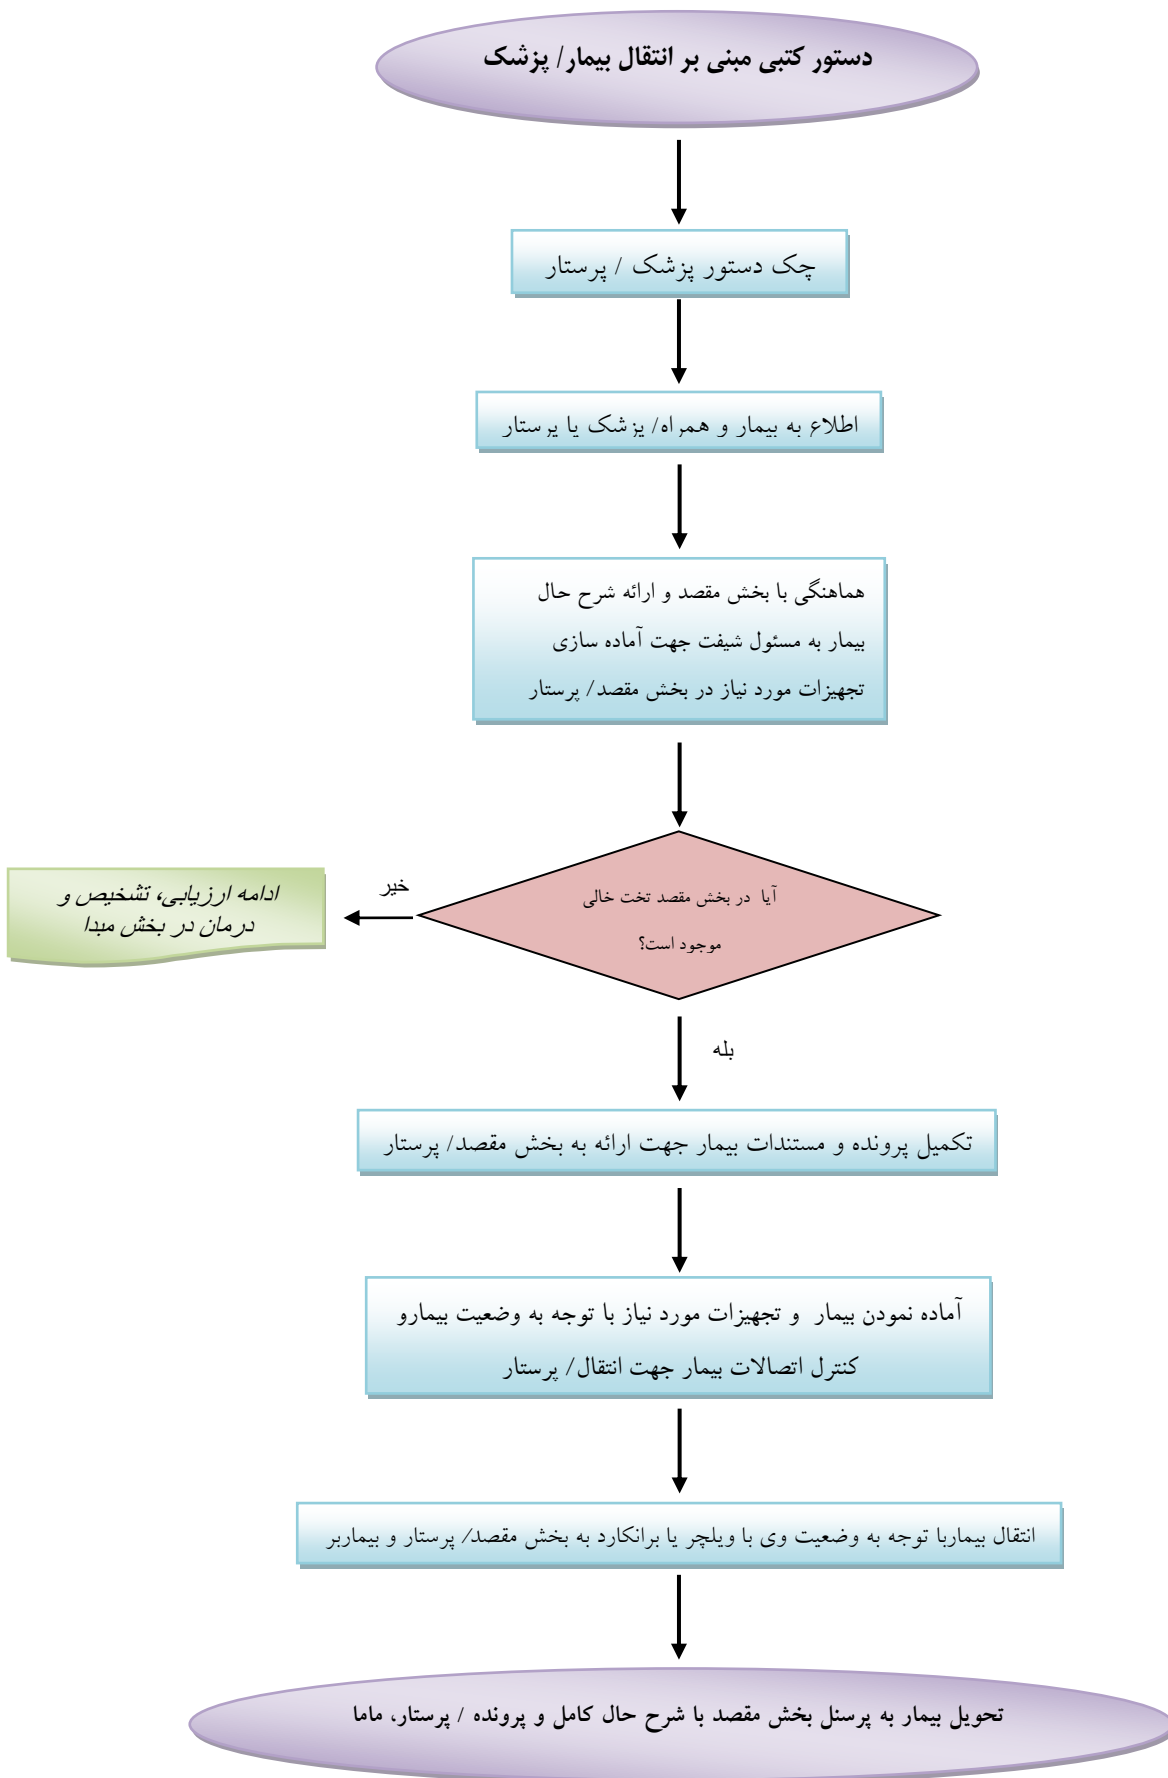 دستور کتبی مبنی بر انتقال بیمار/ پزشک
چک دستور پزشک / پرستار
اطلاع به بیمار و همراه/ پزشک یا پرستار
هماهنگی با بخش مقصد و ارائه شرح حال
بیمار به مسئول شیفت جهت آماده سازی
تجهیزات مورد نیاز در بخش مقصد/ پرستار
آیا در بخش مقصد تخت خالی
موجود است؟
خیر
ادامه ارزیابی، تشخیص و
درمان در بخش مبدا
بله
تکمیل پرونده و مستندات بیمار جهت ارائه به بخش مقصد/ پرستار
آماده نمودن بیمار و تجهیزات مورد نیاز با توجه به وضعیت بیمارو
کنترل اتصالات بیمار جهت انتقال/ پرستار
انتقال بیماربا توجه به وضعیت وی با ویلچر یا برانکارد به بخش مقصد/ پرستار و بیماربر
تحویل بیمار به پرسنل بخش مقصد با شرح حال کامل و پرونده / پرستار، ماما